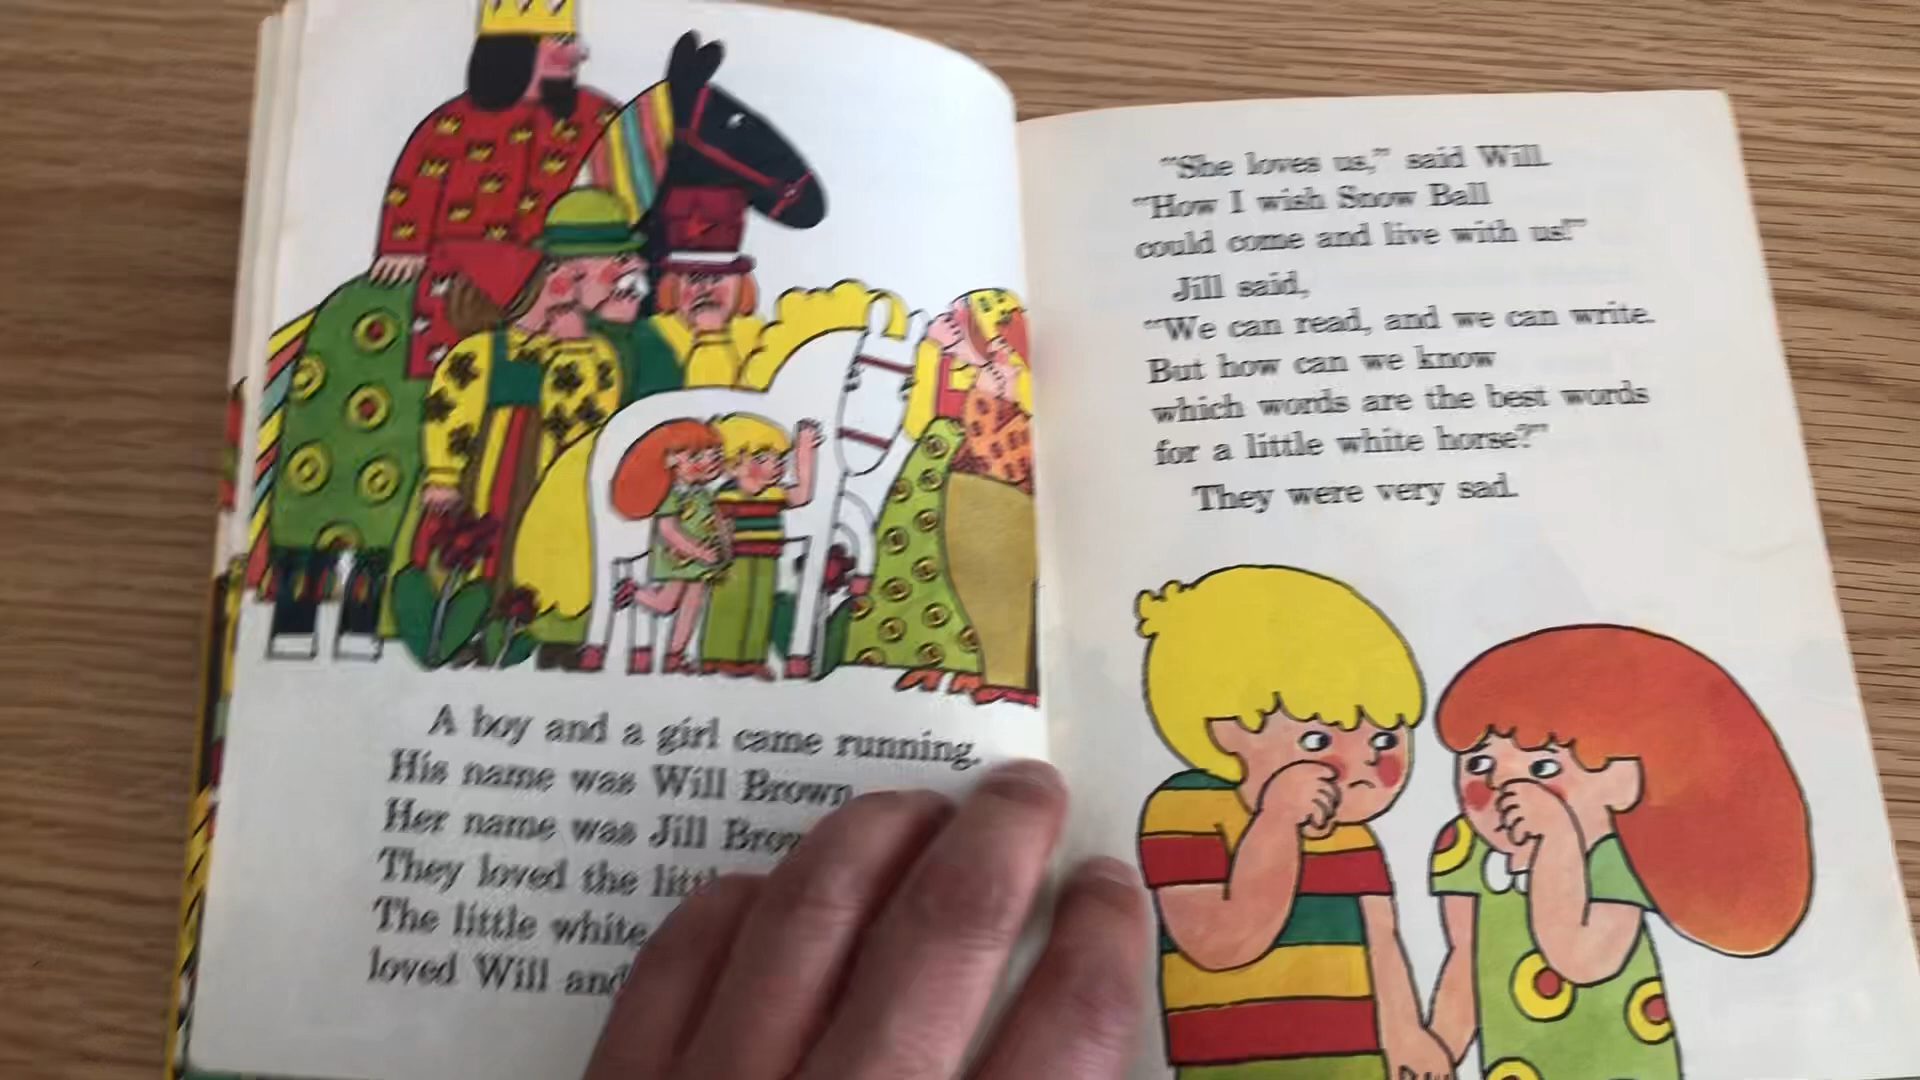 A boy and a girl came running.
His name was Will Brown
Her name was Jill
They loved the
The little white
loved Will and
"She loves us," said Will.
"How I wish Snow Ball
could come and live with us!"
Jill said,
"We can read, and we can write.
But how can we know
which words are the best words
for a little white horse?"
They were very sad.